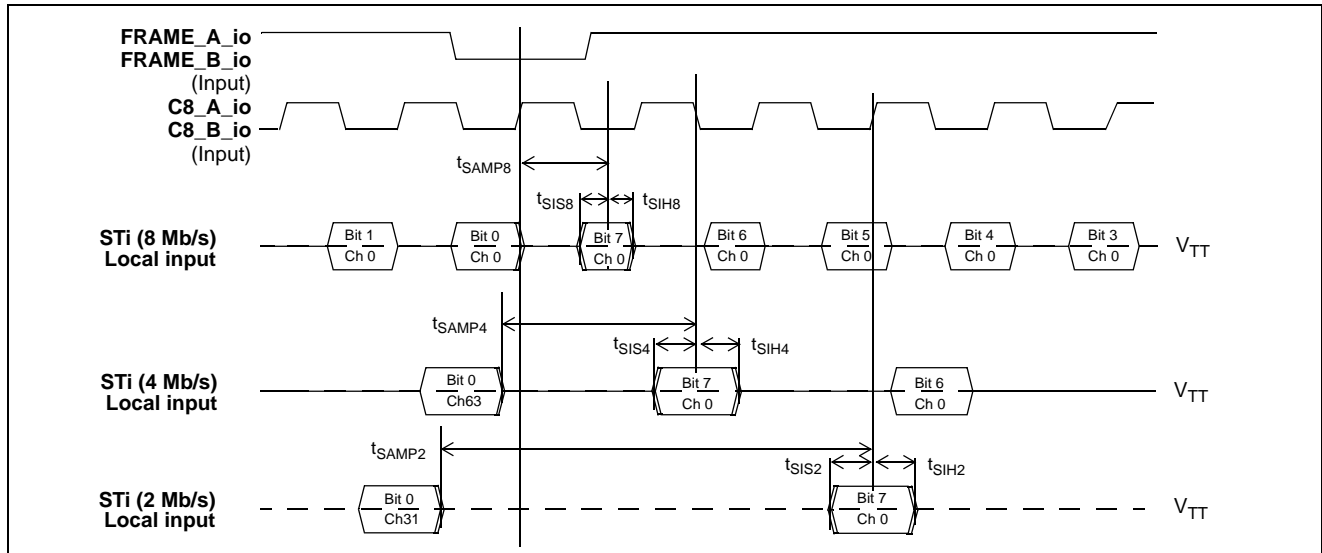 FRAME_A_io
FRAME_B_io
(Input)
C8_A_io
C8_B_io
(Input)
tSAMP8
tSIS8
tSIH8
STi (8 Mb/s)
Local input
Bit 1
Ch 0
Bit 0
Ch 0
Bit 7
Ch 0
Bit 6
Ch 0
Bit 5
Ch 0
Bit 4
Ch 0
Bit 3
Ch 0
VTT
tSAMP4
tSIS4
tSIH4
STi (4 Mb/s)
Local input
Bit 0
Ch63
Bit 7
Ch 0
Bit 6
Ch 0
VTT
tSAMP2
tSIS2
tSIH2
STi (2 Mb/s)
Local input
Bit 0
Ch31
Bit 7
Ch 0
VTT